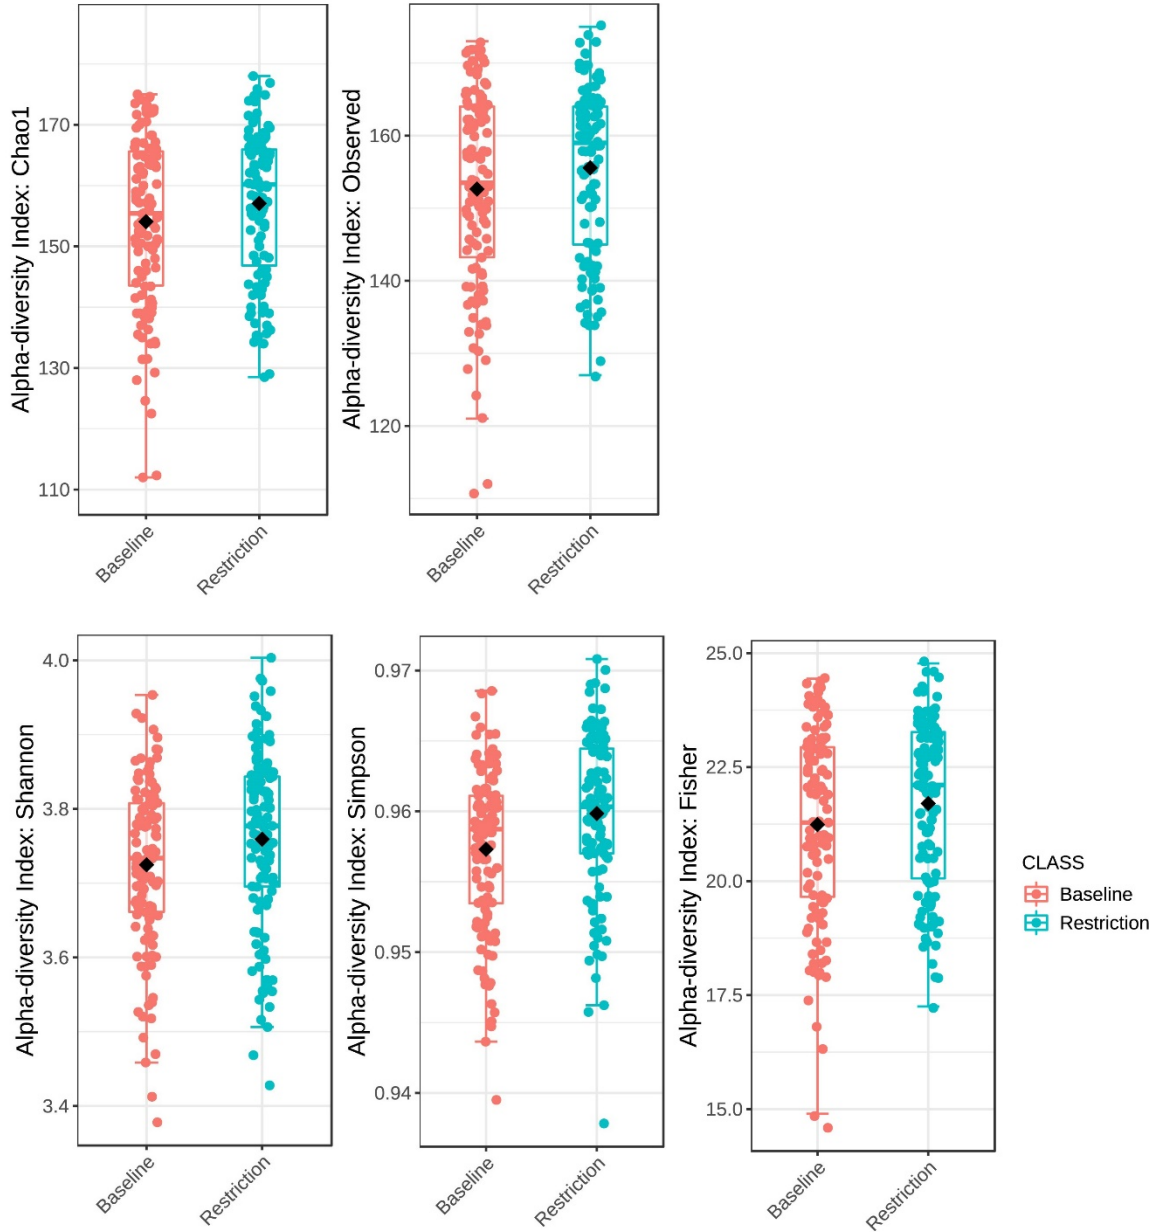 Alpha-diversity Index: Chao1
170
150
130
110
Baseline
Restriction
Alpha-diversity Index: Observed
160
140
120
Baseline
Restriction
Alpha-diversity Index: Shannon
4.0
3.8
3.6
3.4
Baseline
Restriction
Alpha-diversity Index: Simpson
0.97
0.96
0.95
0.94
Baseline
Restriction
Alpha-diversity Index: Fisher
25.0
22.5
20.0
17.5
15.0
Baseline
Restriction
CLASS
Baseline
Restriction